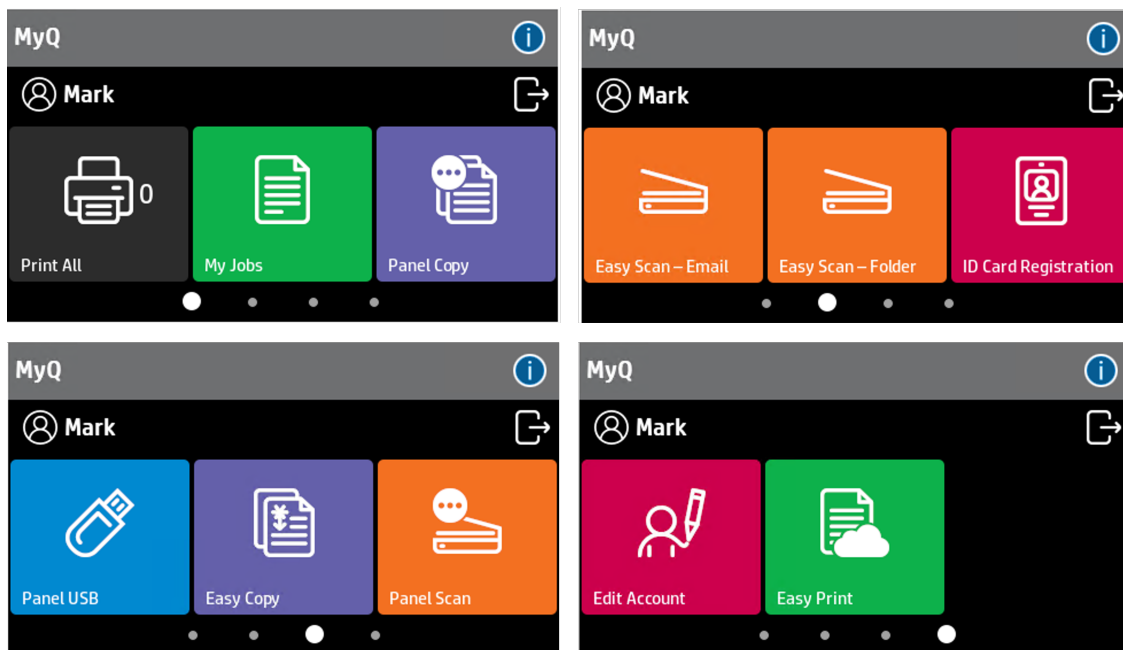 MyQ
Mark
0
Print All
My Jobs
Panel Copy
MyQ
Mark
Easy Scan – Email
Easy Scan – Folder
ID Card Registration
MyQ
Mark
¥
Panel USB
Easy Copy
Panel Scan
MyQ
Mark
Edit Account
Easy Print